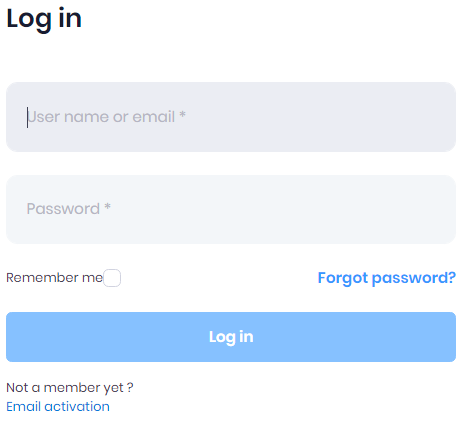 Log in
User name or email *
Password *
Remember me
Forgot password?
Log in
Not a member yet ?
Email activation